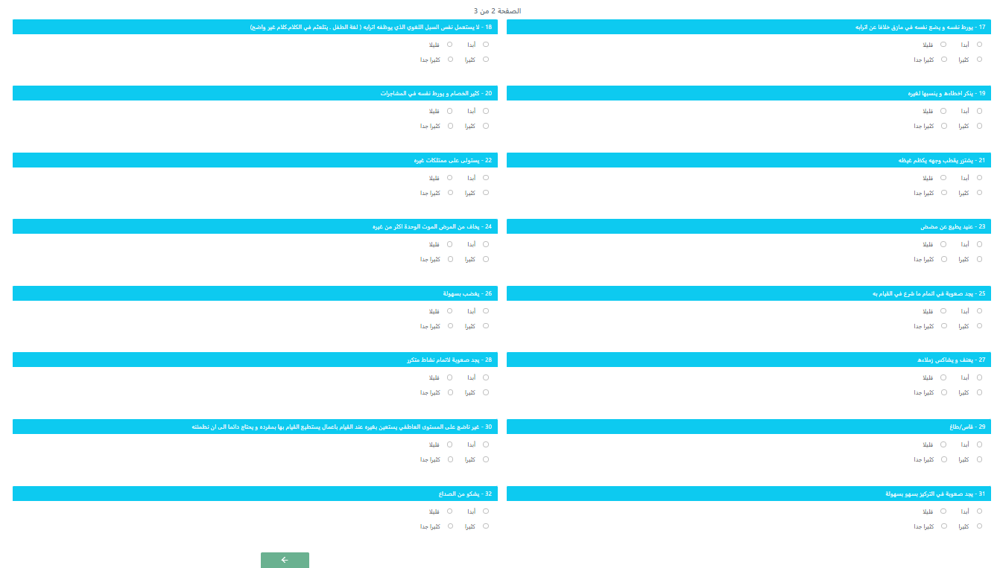 الصفحة 2 من 3
17 - يورط نفسه و يضع نفسه في مازق خلافا عن اترابه
أبدا قليلا
كثيرا كثيرا جدا
18 - لا يستعمل نفس السبل اللغوي الذي يوظفه اترابه ( لغة الطفل . يتلعثم في الكلام.كلام غير واضح)
أبدا قليلا
كثيرا كثيرا جدا
19 - ينكر اخطاءه و ينسبها لغيره
أبدا قليلا
كثيرا كثيرا جدا
20 - كثير الخصام و يورط نفسه في المشاجرات
أبدا قليلا
كثيرا كثيرا جدا
21 - يشتزر يقطب وجهه يكظم غيظه
أبدا قليلا
كثيرا كثيرا جدا
22 - يستولى على ممتلكات غيره
أبدا قليلا
كثيرا كثيرا جدا
23 - عنيد يطيع عن مضض
أبدا قليلا
كثيرا كثيرا جدا
24 - يخاف من المرض الموت الوحدة اكثر من غيره
أبدا قليلا
كثيرا كثيرا جدا
25 - يجد صعوبة في اتمام ما شرع في القيام به
أبدا قليلا
كثيرا كثيرا جدا
26 - يغضب بسهولة
أبدا قليلا
كثيرا كثيرا جدا
27 - يعنف و يشاكس زملاءه
أبدا قليلا
كثيرا كثيرا جدا
28 - يجد صعوبة لاتمام نشاط متكرر
أبدا قليلا
كثيرا كثيرا جدا
29 - قاس/طاغ
أبدا قليلا
كثيرا كثيرا جدا
30 - غير ناضج على المستوى العاطفي يستعين بغيره عند القيام باعمال يستطيع القيام بها بمفرده و يحتاج دائما الى ان نطمئنه
أبدا قليلا
كثيرا كثيرا جدا
31 - يجد صعوبة في التركيز يسهو بسهولة
أبدا قليلا
كثيرا كثيرا جدا
32 - يشكو من الصداع
أبدا قليلا
كثيرا كثيرا جدا